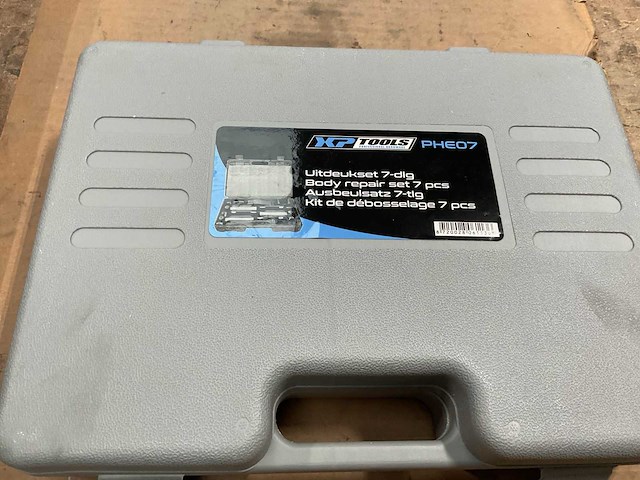 XP TOOLS PHE07
Uitdeukset 7-dlg
Body repair set 7 pcs
Ausbeulsatz 7-tlg
Kit de débosselage 7 pcs